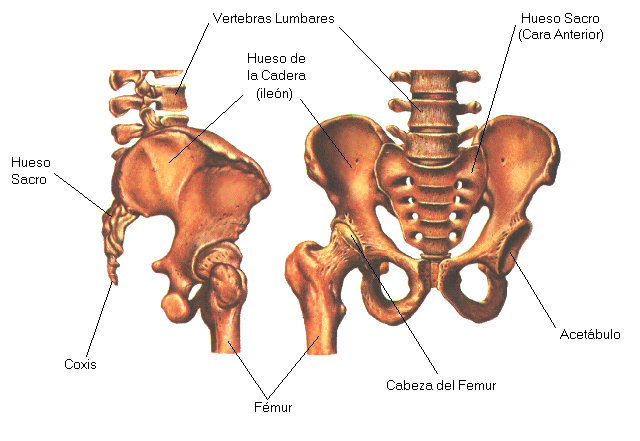 Vertebras Lumbares
Hueso Sacro
(Cara Anterior)
Hueso de
la Cadera
(ileón)
Hueso
Sacro
Acetábulo
Coxis
Cabeza del Femur
Fémur